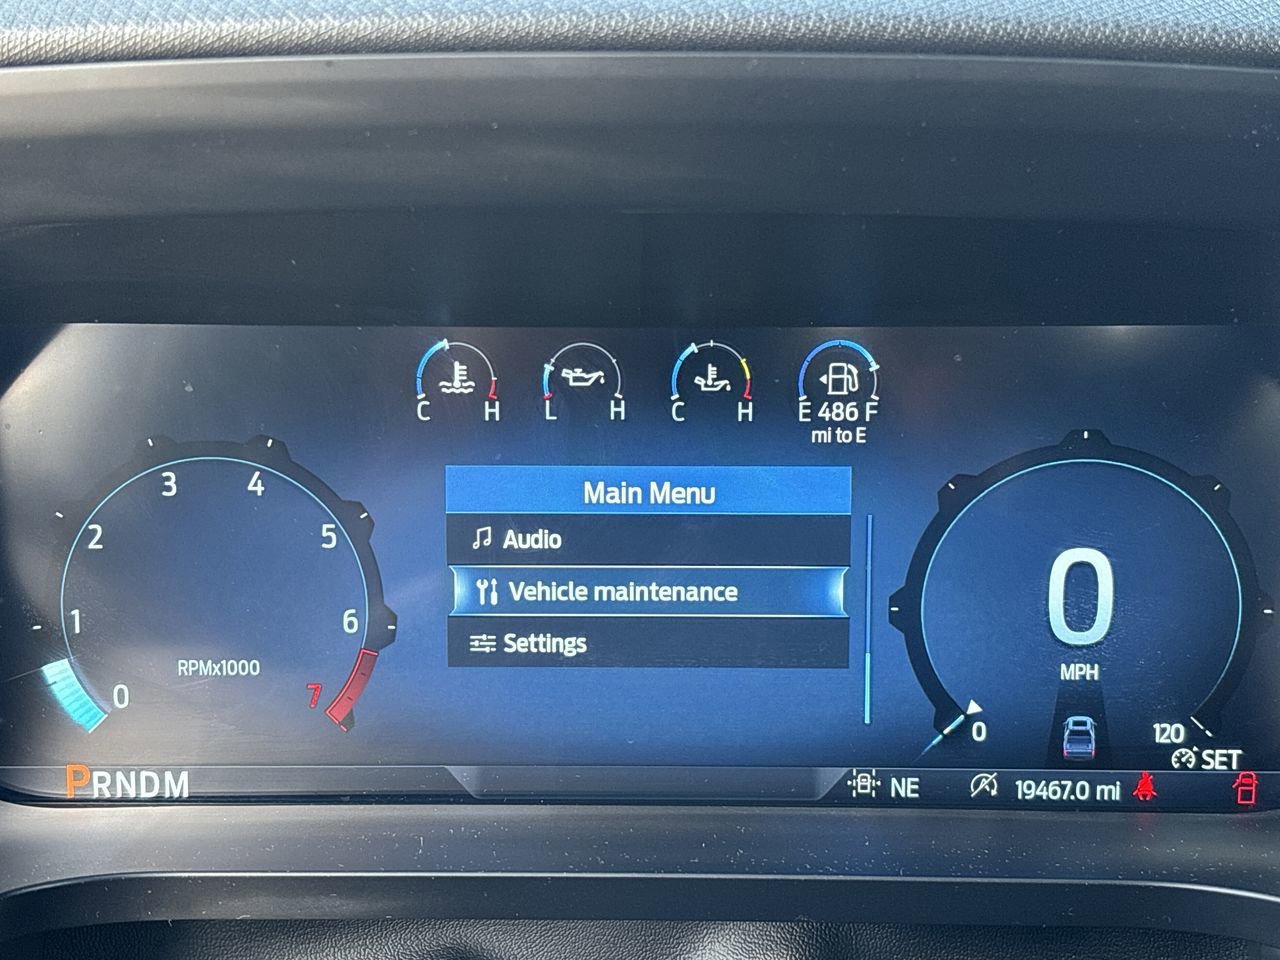 C H
L H
C H
E 486 F
mi to E
Main Menu
Audio
Vehicle maintenance
Settings
0
1
2
3
4
5
6
7
RPMx1000
0
MPH
0
120
SET
PRNDM
NE
19467.0 mi